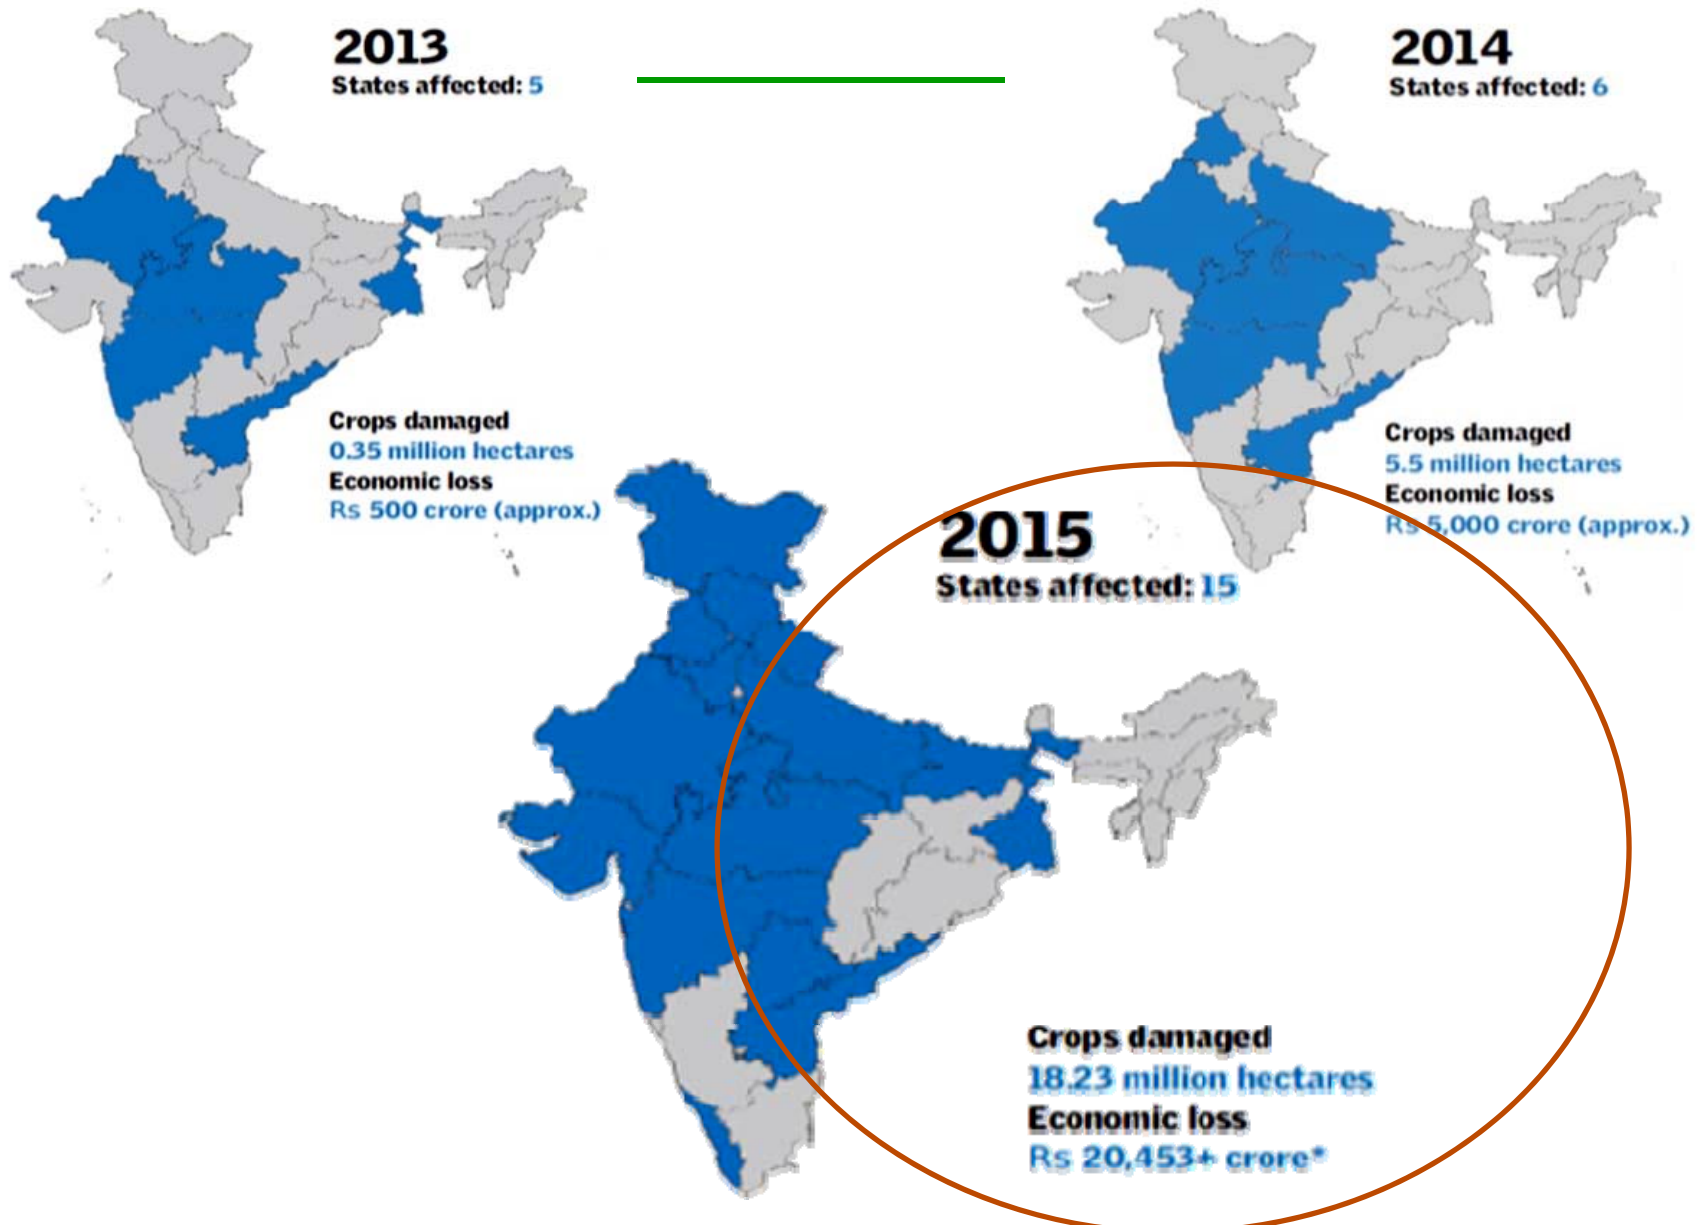 2013
States affected: 5
Crops damaged
0.35 million hectares
Economic loss
Rs 500 crore (approx.)
2014
States affected: 6
Crops damaged
5.5 million hectares
Economic loss
Rs 5,000 crore (approx.)
2015
States affected: 15
Crops damaged
18.23 million hectares
Economic loss
Rs 20,453+ crore*